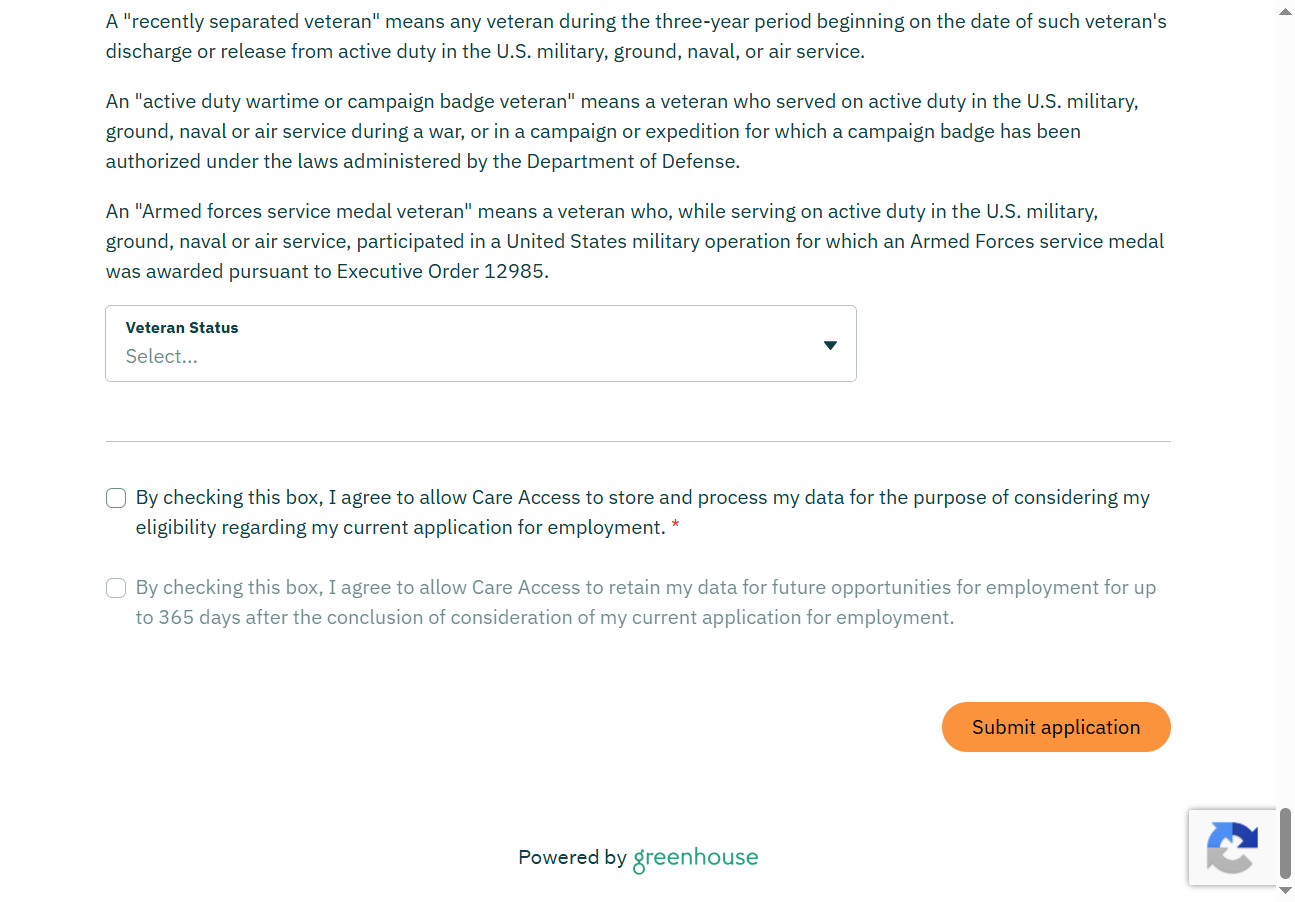 A "recently separated veteran" means any veteran during the three-year period beginning on the date of such veteran's
discharge or release from active duty in the U.S. military, ground, naval, or air service.
An "active duty wartime or campaign badge veteran" means a veteran who served on active duty in the U.S. military,
ground, naval or air service during a war, or in a campaign or expedition for which a campaign badge has been
authorized under the laws administered by the Department of Defense.
An "Armed forces service medal veteran" means a veteran who, while serving on active duty in the U.S. military,
ground, naval or air service, participated in a United States military operation for which an Armed Forces service medal
was awarded pursuant to Executive Order 12985.
Veteran Status
Select...
By checking this box, I agree to allow Care Access to store and process my data for the purpose of considering my
eligibility regarding my current application for employment. *
By checking this box, I agree to allow Care Access to retain my data for future opportunities for employment for up
to 365 days after the conclusion of consideration of my current application for employment.
Submit application
Powered by greenhouse